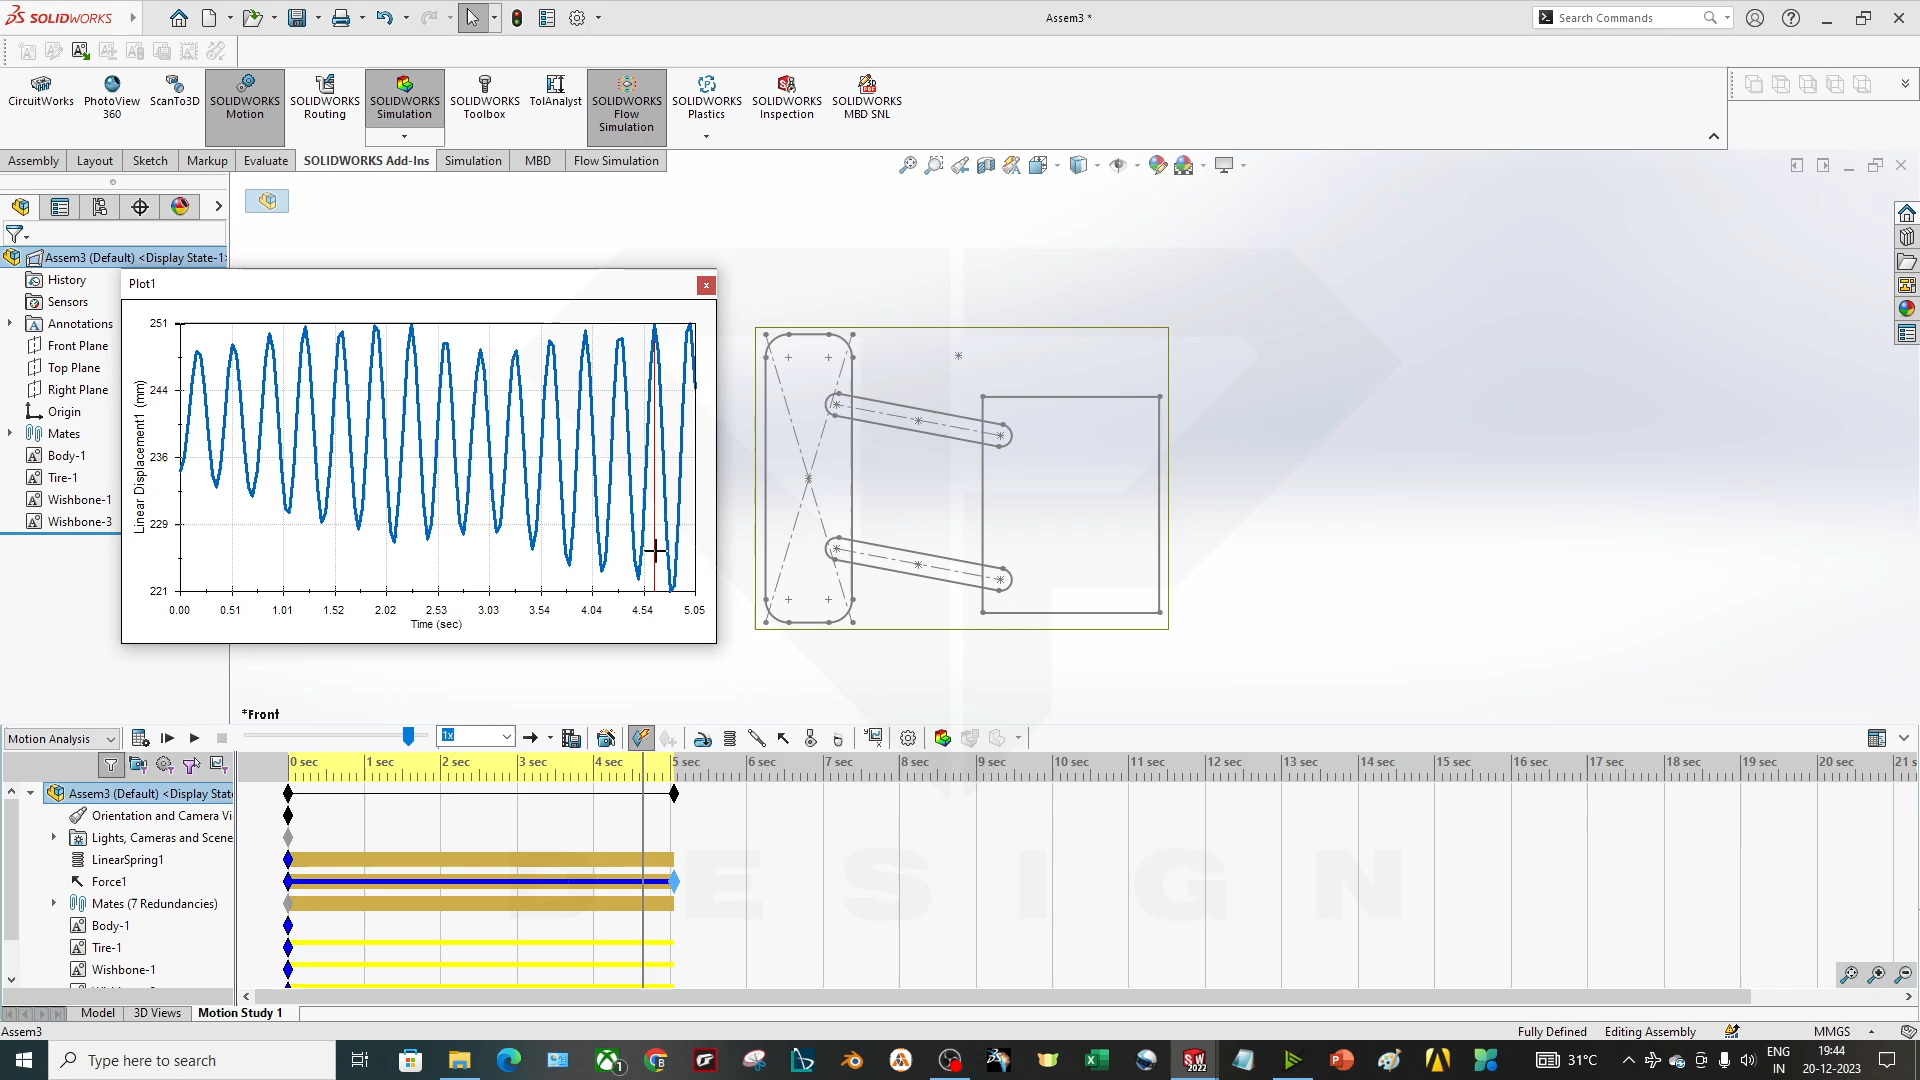 SOLIDWORKS
Assem3 *
Search Commands
CircuitWorks
PhotoView
360
ScanTo3D
SOLIDWORKS
Motion
SOLIDWORKS
Routing
SOLIDWORKS
Simulation
SOLIDWORKS
Toolbox
TolAnalyst
SOLIDWORKS
Flow
Simulation
SOLIDWORKS
Plastics
SOLIDWORKS
Inspection
SOLIDWORKS
MBD SNL
Assembly
Layout
Sketch
Markup
Evaluate
SOLIDWORKS Add-Ins
Simulation
MBD
Flow Simulation
Assem3 (Default) <Display State-1>
History
Sensors
Annotations
Front Plane
Top Plane
Right Plane
Origin
Mates
Body-1
Tire-1
Wishbone-1
Wishbone-3
Plot1
Linear Displacement1 (mm)
251
244
236
229
221
0.00 0.51 1.01 1.52 2.02 2.53 3.03 3.54 4.04 4.54 5.05
Time (sec)
*Front
Motion Analysis
1x
0 sec 1 sec 2 sec 3 sec 4 sec 5 sec 6 sec 7 sec 8 sec 9 sec 10 sec 11 sec 12 sec 13 sec 14 sec 15 sec 16 sec 17 sec 18 sec 19 sec 20 sec 21 s
Assem3 (Default) <Display State
Orientation and Camera Vi
Lights, Cameras and Scene
LinearSpring1
Force1
Mates (7 Redundancies)
Body-1
Tire-1
Wishbone-1
DESIGN
Model
3D Views
Motion Study 1
Assem3
Fully Defined
Editing Assembly
MMGS
Type here to search
SW
2022
31°C
ENG
IN
19:44
20-12-2023